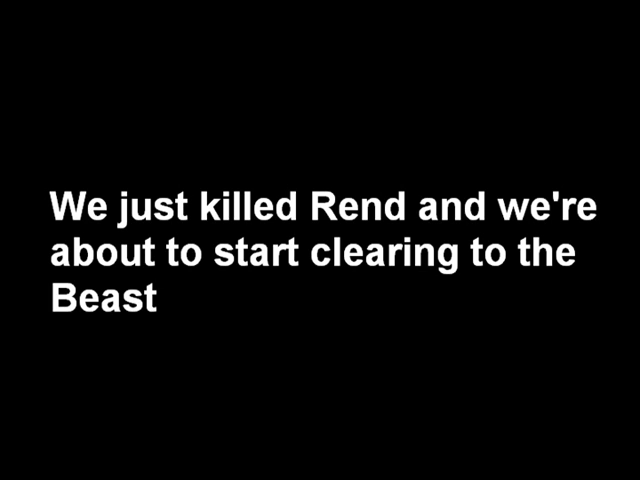 We just killed Rend and we're
about to start clearing to the
Beast